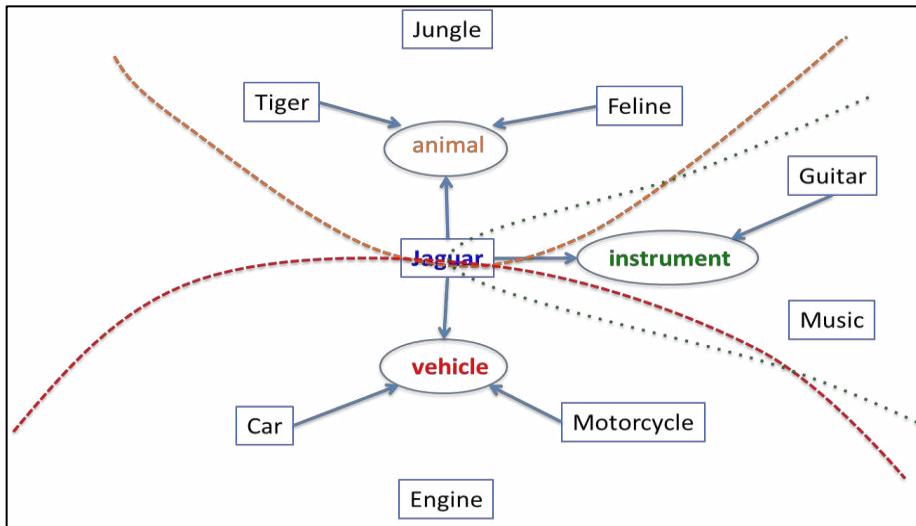 Jungle
Tiger
Feline
animal
Guitar
Jaguar
instrument
Music
vehicle
Car
Motorcycle
Engine